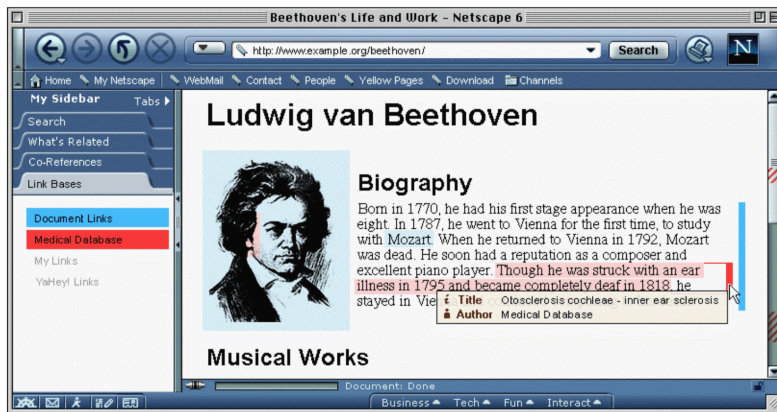 Beethoven's Life and Work – Netscape 6
http://www.example.org/beethoven/
Search
N
Home My Netscape WebMail Contact People Yellow Pages Download Channels
My Sidebar Tabs
Search
What's Related
Co-References
Link Bases
Document Links
Medical Database
My Links
YaHey! Links
Ludwig van Beethoven
Biography
Born in 1770, he had his first stage appearance when he was
eight. In 1787, he went to Vienna for the first time, to study
with Mozart. When he returned to Vienna in 1792, Mozart
was dead. He soon had a reputation as a composer and
excellent piano player. Though he was struck with an ear
illness in 1795 and became completely deaf in 1818, he
stayed in Vie
i Title Otosclerosis cochleae - inner ear sclerosis
Author Medical Database
Musical Works
Document: Done
Business Tech Fun Interact